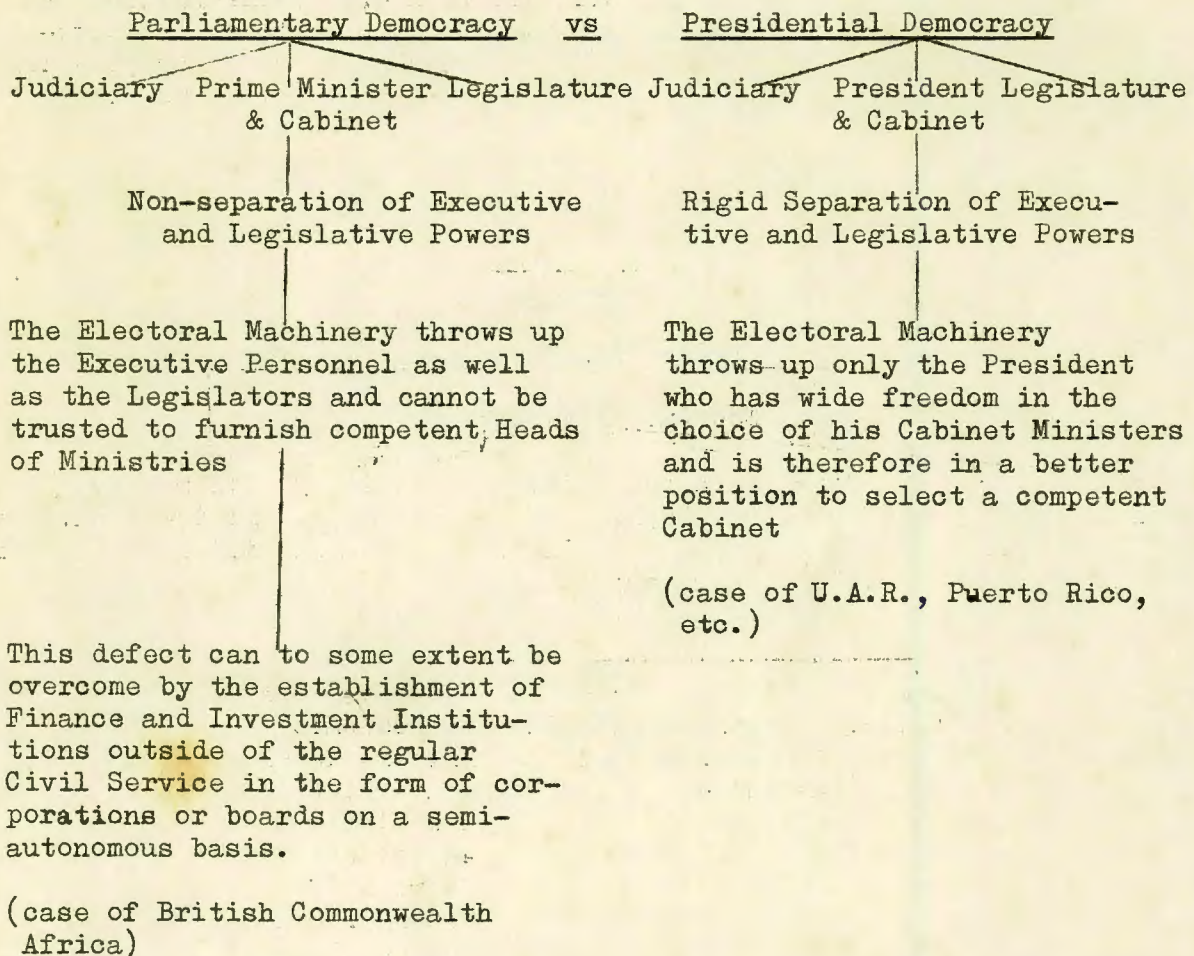 Parliamentary Democracy vs Presidential Democracy
Judiciary Prime Minister Legislature Judiciary President Legislature
& Cabinet & Cabinet
Non-separation of Executive
and Legislative Powers
Rigid Separation of Execu-
tive and Legislative Powers
The Electoral Machinery throws up
the Executive Personnel as well
as the Legislators and cannot be
trusted to furnish competent Heads
of Ministries
The Electoral Machinery
throws up only the President
who has wide freedom in the
choice of his Cabinet Ministers
and is therefore in a better
position to select a competent
Cabinet
(case of U.A.R., Puerto Rico,
etc.)
This defect can to some extent be
overcome by the establishment of
Finance and Investment Institu-
tions outside of the regular
Civil Service in the form of cor-
porations or boards on a semi-
autonomous basis.
(case of British Commonwealth
Africa)